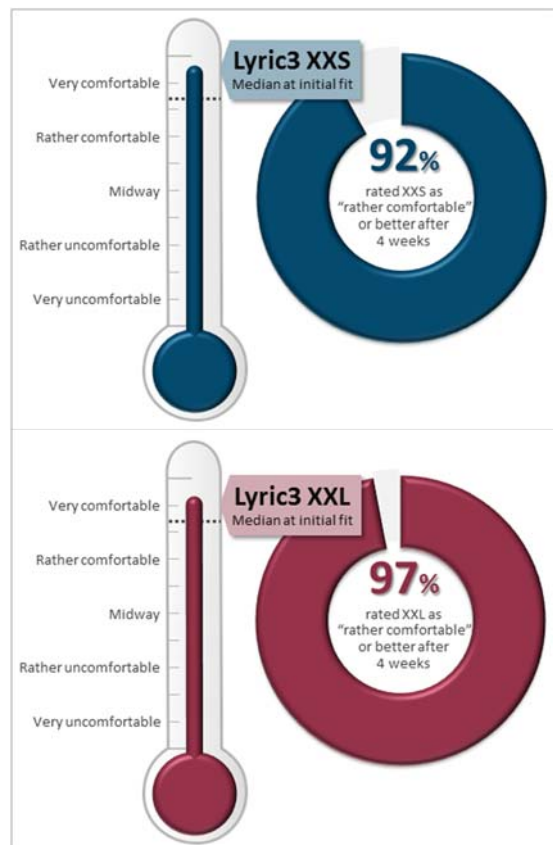 Lyric3 XXS
Median at initial fit
Very comfortable
Rather comfortable
Midway
Rather uncomfortable
Very uncomfortable
92%
rated XXS as
“rather comfortable”
or better after
4 weeks
Lyric3 XXL
Median at initial fit
Very comfortable
Rather comfortable
Midway
Rather uncomfortable
Very uncomfortable
97%
rated XXL as
“rather comfortable”
or better after
4 weeks